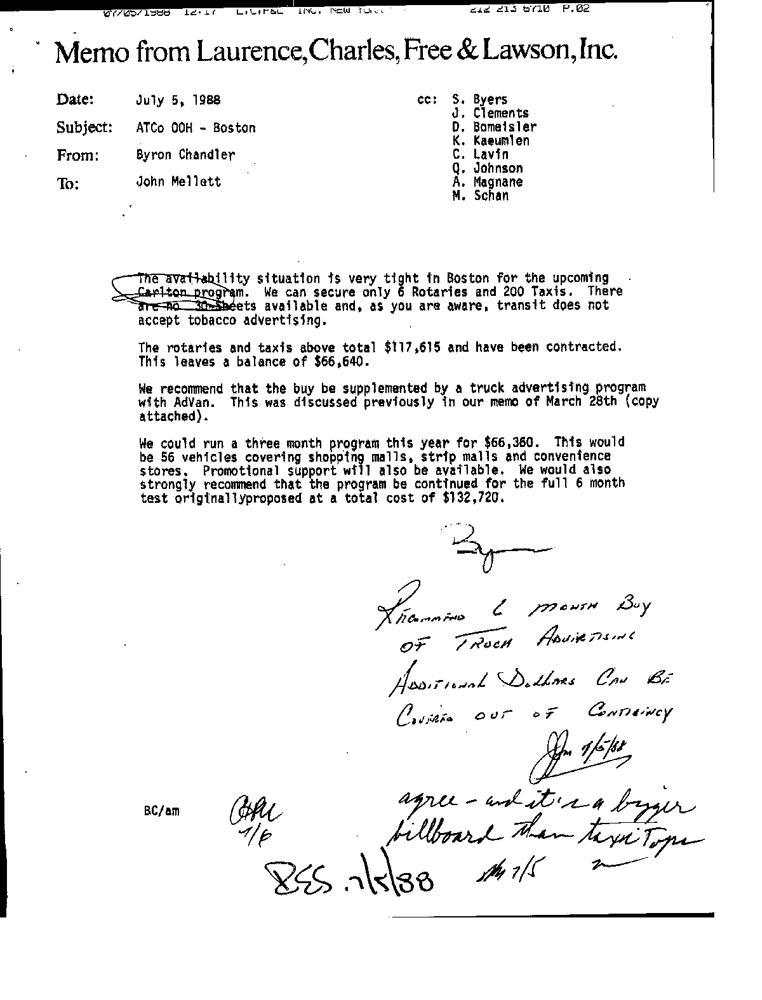 07/05/1988 12:17 L,C,F&L INC. NEW YORK 212 213 6710 P.02
Memo from Laurence, Charles, Free & Lawson, Inc.
Date: July 5, 1988
Subject: ATCo OOH - Boston
From: Byron Chandler
To: John Mellett
cc: S. Byers
J. Clements
D. Bomeisler
K. Kaeumlen
C. Lavin
Q. Johnson
A. Magnane
M. Schan
The availability situation is very tight in Boston for the upcoming
Carlton program. We can secure only 6 Rotaries and 200 Taxis. There
are no 30-Sheets available and, as you are aware, transit does not
accept tobacco advertising.
The rotaries and taxis above total $117,615 and have been contracted.
This leaves a balance of $66,640.
We recommend that the buy be supplemented by a truck advertising program
with AdVan. This was discussed previously in our memo of March 28th (copy
attached).
We could run a three month program this year for $66,360. This would
be 56 vehicles covering shopping malls, strip malls and convenience
stores. Promotional support will also be available. We would also
strongly recommend that the program be continued for the full 6 month
test originallyproposed at a total cost of $132,720.
By
Recommend 6 month Buy
of Truck Advertising
Additional Dollars Can Be
Covered out of Contingency
7/5/88
agree - and it's a bigger
billboard than taxi Tops
7/5
BC/am
7/6
RSS . 7/5/88